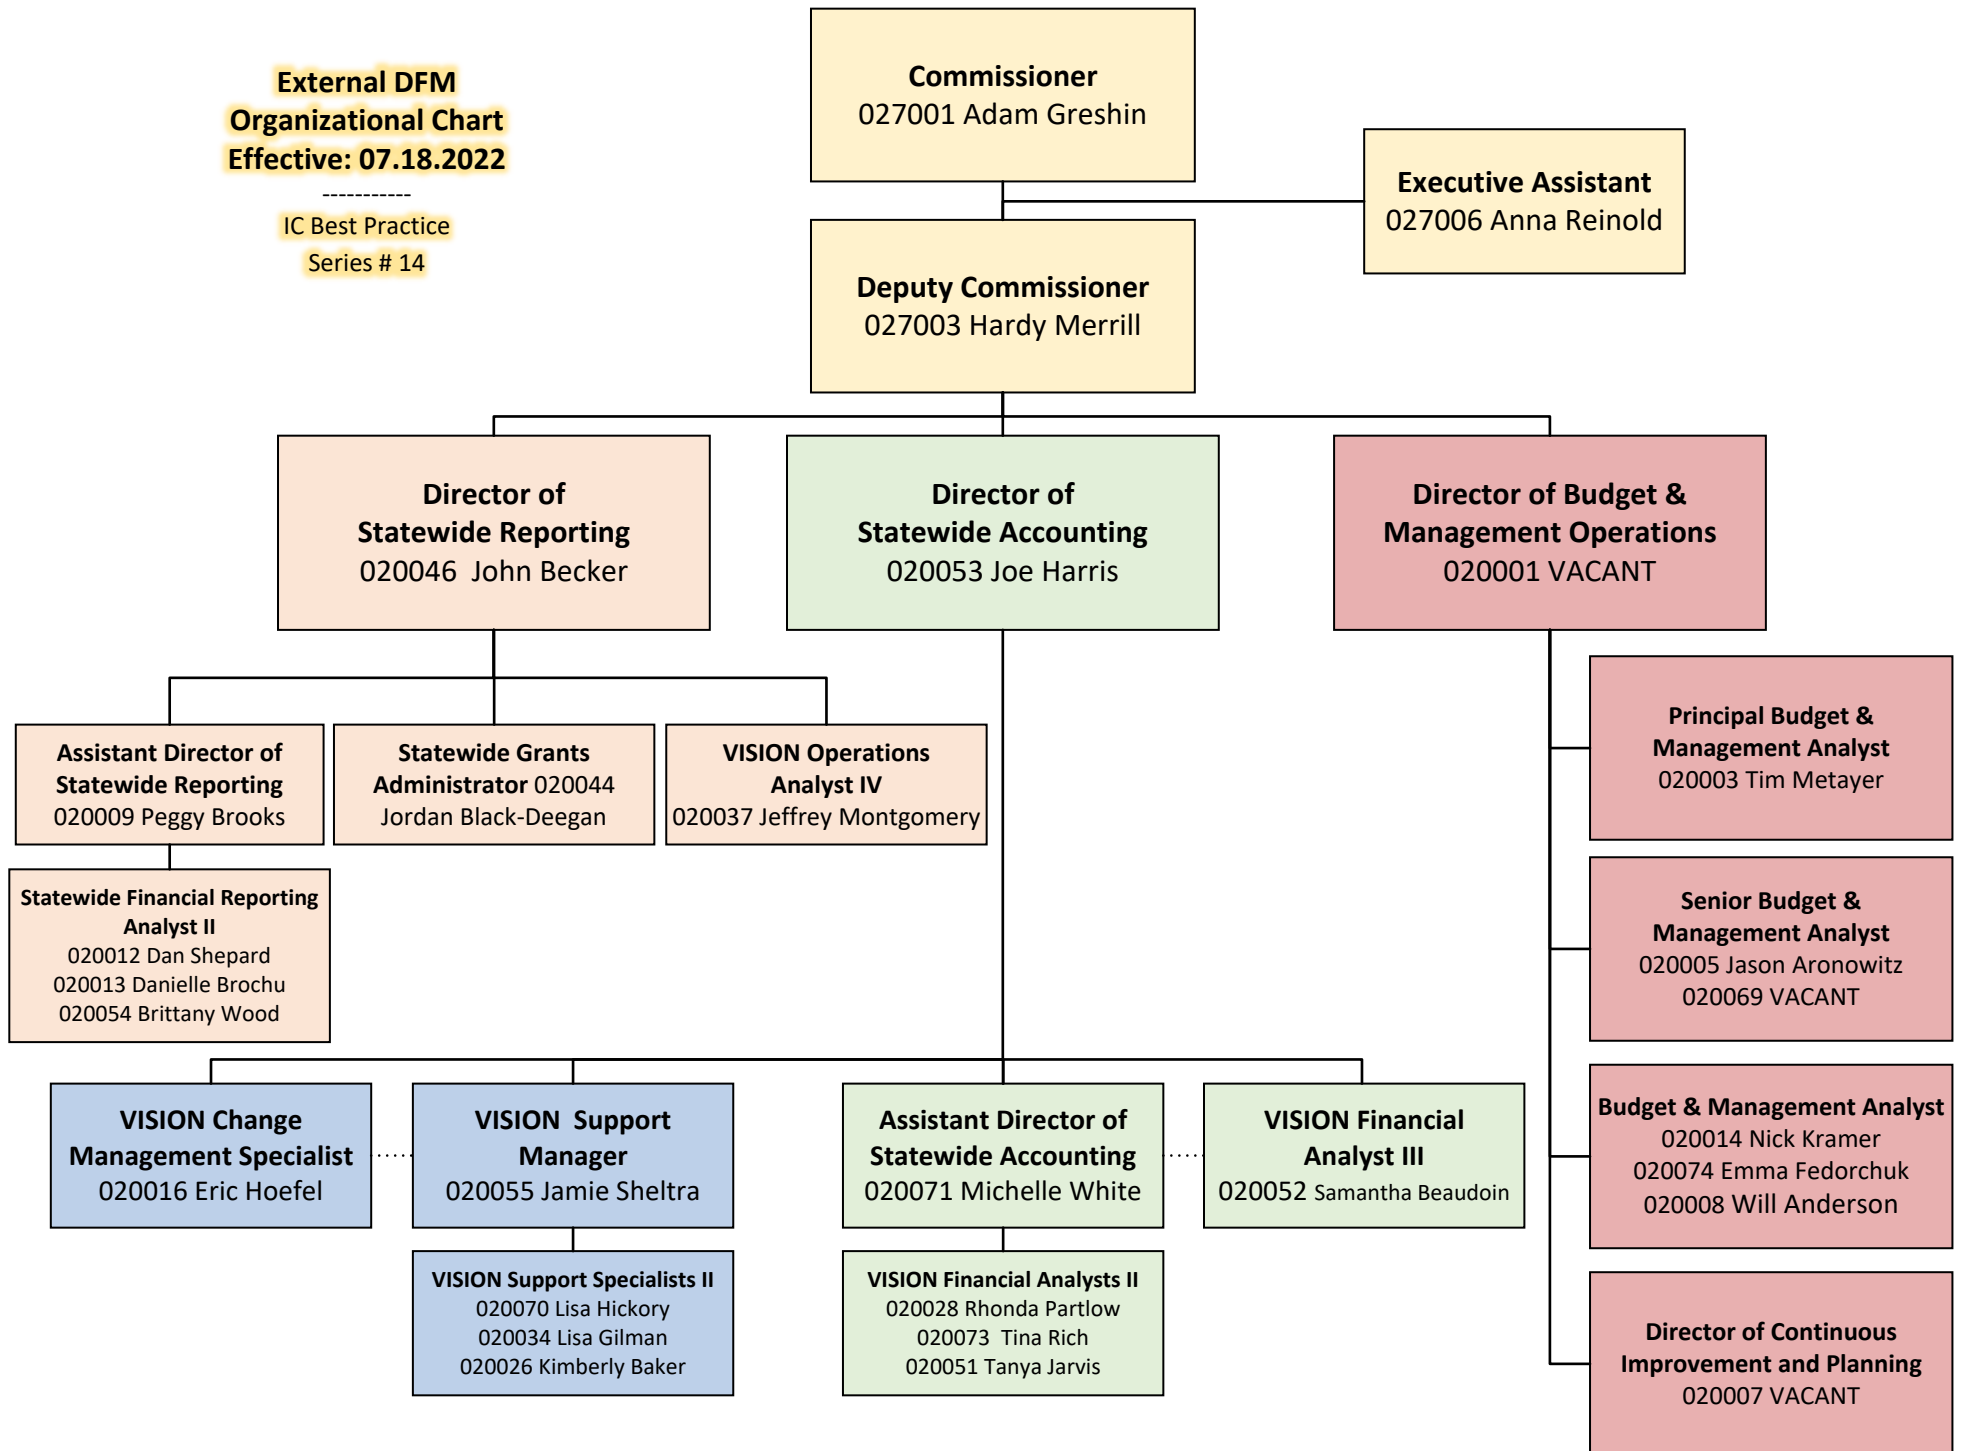 External DFM
Organizational Chart
Effective: 07.18.2022
-----------
IC Best Practice
Series # 14
Commissioner
027001 Adam Greshin
Executive Assistant
027006 Anna Reinold
Deputy Commissioner
027003 Hardy Merrill
Director of
Statewide Reporting
020046  John Becker
Director of
Statewide Accounting
020053 Joe Harris
Director of Budget &
Management Operations
020001 VACANT
Assistant Director of
Statewide Reporting
020009 Peggy Brooks
Statewide Grants
Administrator 020044
Jordan Black-Deegan
VISION Operations
Analyst IV
020037 Jeffrey Montgomery
Statewide Financial Reporting
Analyst II
020012 Dan Shepard
020013 Danielle Brochu
020054 Brittany Wood
Principal Budget &
Management Analyst
020003 Tim Metayer
Senior Budget &
Management Analyst
020005 Jason Aronowitz
020069 VACANT
Budget & Management Analyst
020014 Nick Kramer
020074 Emma Fedorchuk
020008 Will Anderson
Director of Continuous
Improvement and Planning
020007 VACANT
VISION Change
Management Specialist
020016 Eric Hoefel
VISION  Support
Manager
020055 Jamie Sheltra
Assistant Director of
Statewide Accounting
020071 Michelle White
VISION Financial
Analyst III
020052 Samantha Beaudoin
VISION Support Specialists II
020070 Lisa Hickory
020034 Lisa Gilman
020026 Kimberly Baker
VISION Financial Analysts II
020028 Rhonda Partlow
020073  Tina Rich
020051 Tanya Jarvis